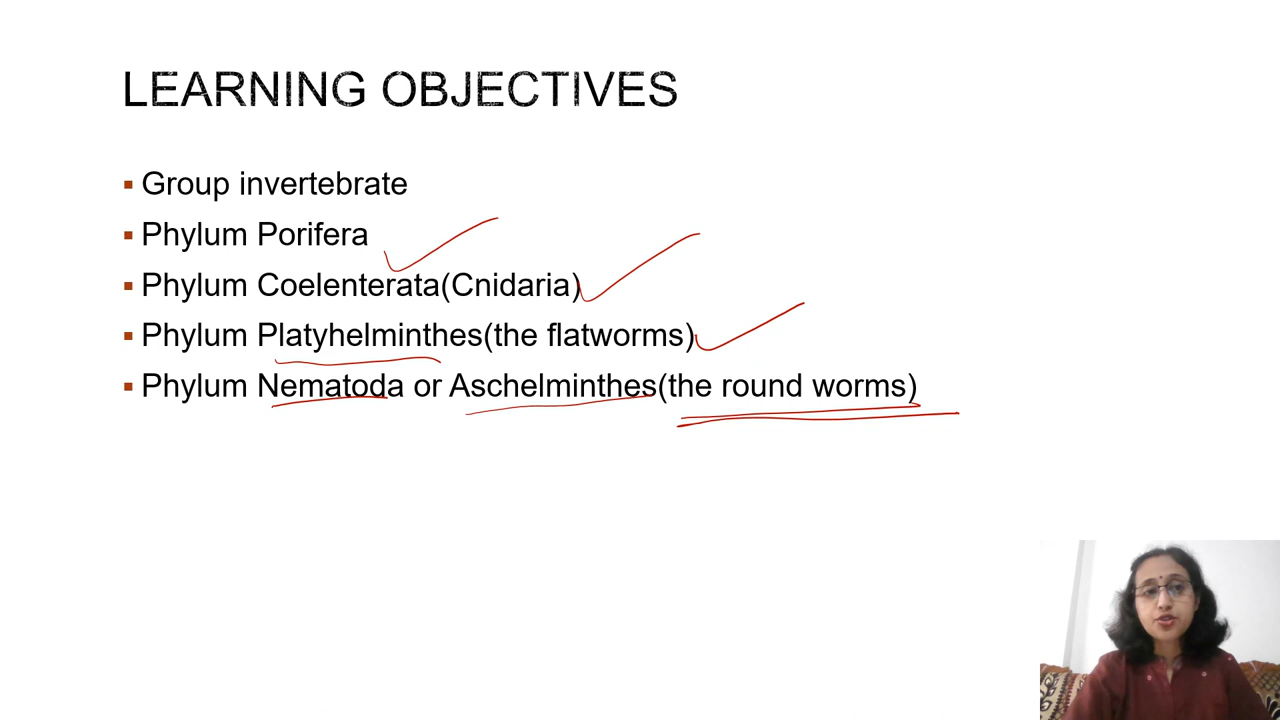 LEARNING OBJECTIVES
Group invertebrate
Phylum Porifera
Phylum Coelenterata(Cnidaria)
Phylum Platyhelminthes(the flatworms)
Phylum Nematoda or Aschelminthes(the round worms)